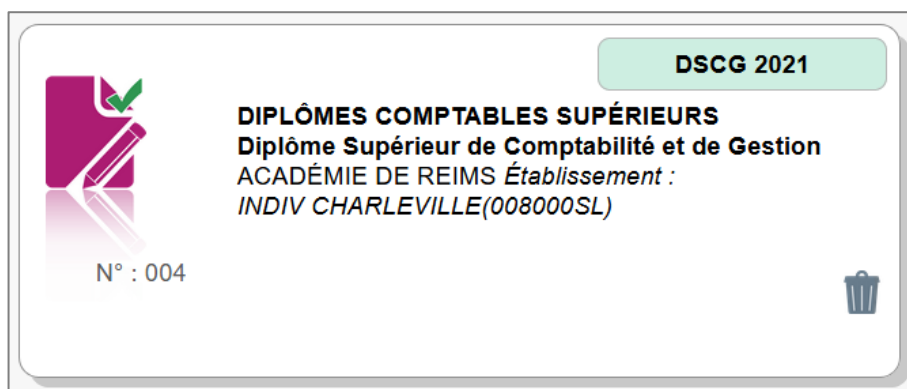 DSCG 2021
DIPLÔMES COMPTABLES SUPÉRIEURS
Diplôme Supérieur de Comptabilité et de Gestion
ACADÉMIE DE REIMS Établissement :
INDIV CHARLEVILLE(008000SL)
N° : 004